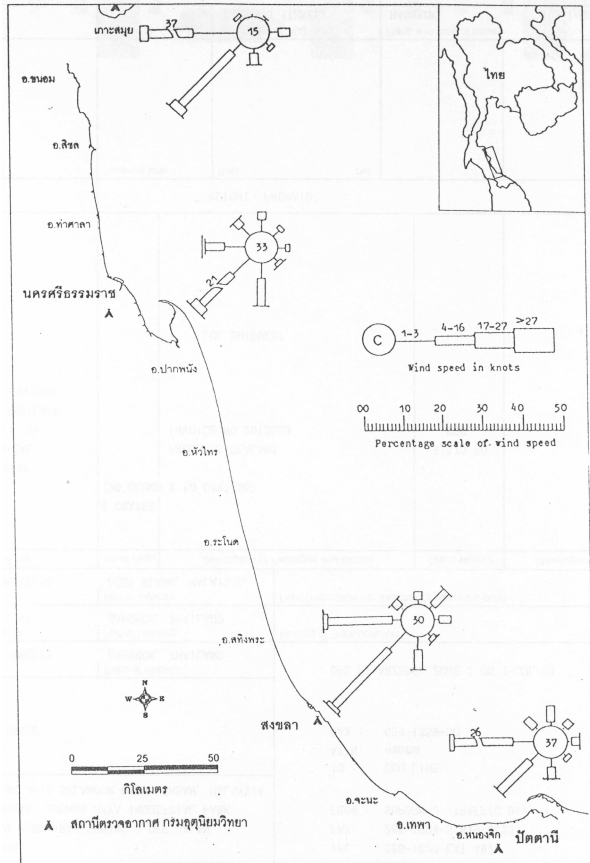 เกาะสมุย
37
15
อ.ขนอม
ไทย
อ.สิชล
อ.ท่าศาลา
33
21
นครศรีธรรมราช
C
1-3
4-16
17-27
>27
Wind speed in knots
อ.ปากพนัง
00 10 20 30 40 50
Percentage scale of wind speed
อ.หัวไทร
อ.ระโนด
30
อ.สทิงพระ
N
W E
S
สงขลา
26
37
0 25 50
กิโลเมตร
อ.จะนะ
อ.เทพา
อ.หนองจิก
ปัตตานี
สถานีตรวจอากาศ กรมอุตุนิยมวิทยา